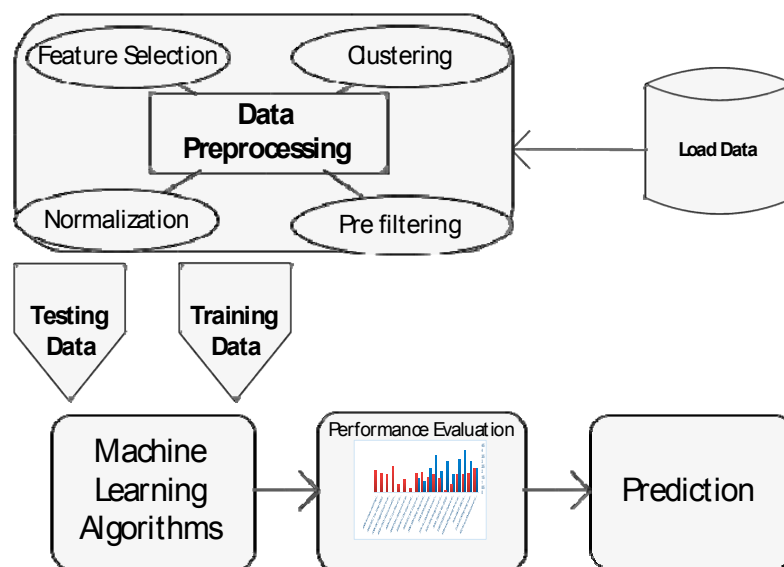 Feature Selection
Clustering
Data
Preprocessing
Normalization
Pre filtering
Load Data
Testing
Data
Training
Data
Machine
Learning
Algorithms
Performance Evaluation
Prediction